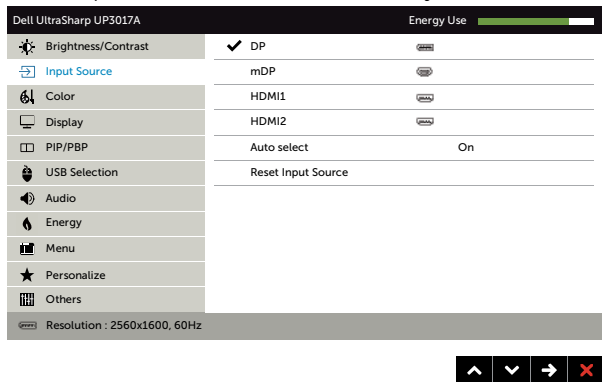 Dell UltraSharp UP3017A Energy Use
Brightness/Contrast DP
Input Source mDP
Color HDMI1
Display HDMI2
PIP/PBP Auto select On
USB Selection Reset Input Source
Audio
Energy
Menu
Personalize
Others
Resolution : 2560x1600, 60Hz